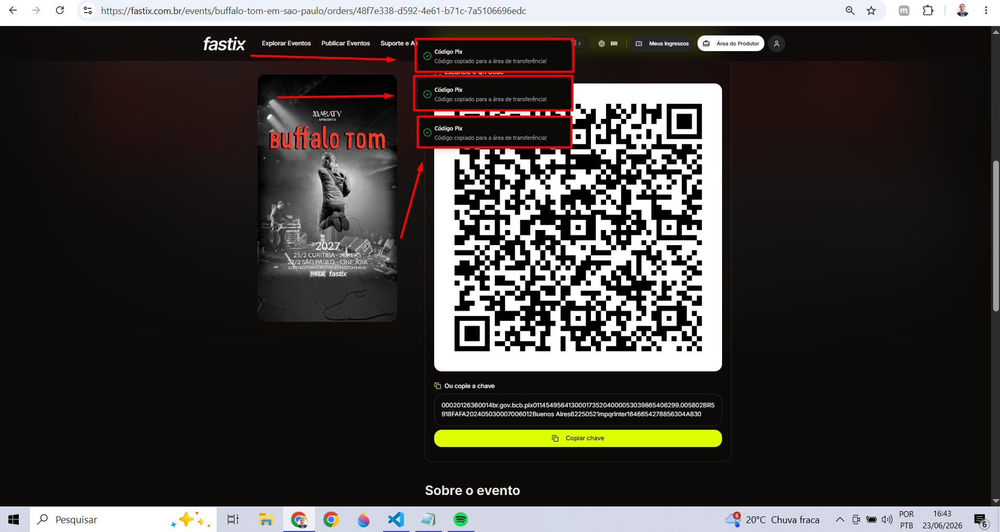 https://fastix.com.br/events/buffalo-tom-em-sao-paulo/orders/48f7e338-d592-4e61-b71c-7a5106696edc
fastix
Explorar Eventos
Publicar Eventos
Suporte e A
K
BR
Meus Ingressos
Área do Produtor
Código Pix
Código copiado para a área de transferência!
Código Pix
Código copiado para a área de transferência!
Código Pix
Código copiado para a área de transferência!
APRESENTA
Buffalo Tom
2027
25/2 CURITIBA - JOKERS
27/2 SÃO PAULO - CINE JOIA
BUFFALOTOM.COM / @BUFFALOTOMBAND
fastix
Ou copie a chave
00020126360014br.gov.bcb.pix0114549564130001735204000053039865406299.005802BR5
918FAFA202405030007006012Buenos Aires62250521mpqrinter1646654278856304A830
Copiar chave
Sobre o evento
Pesquisar
6
20°C Chuva fraca
POR
PTB
16:43
23/06/2026
6